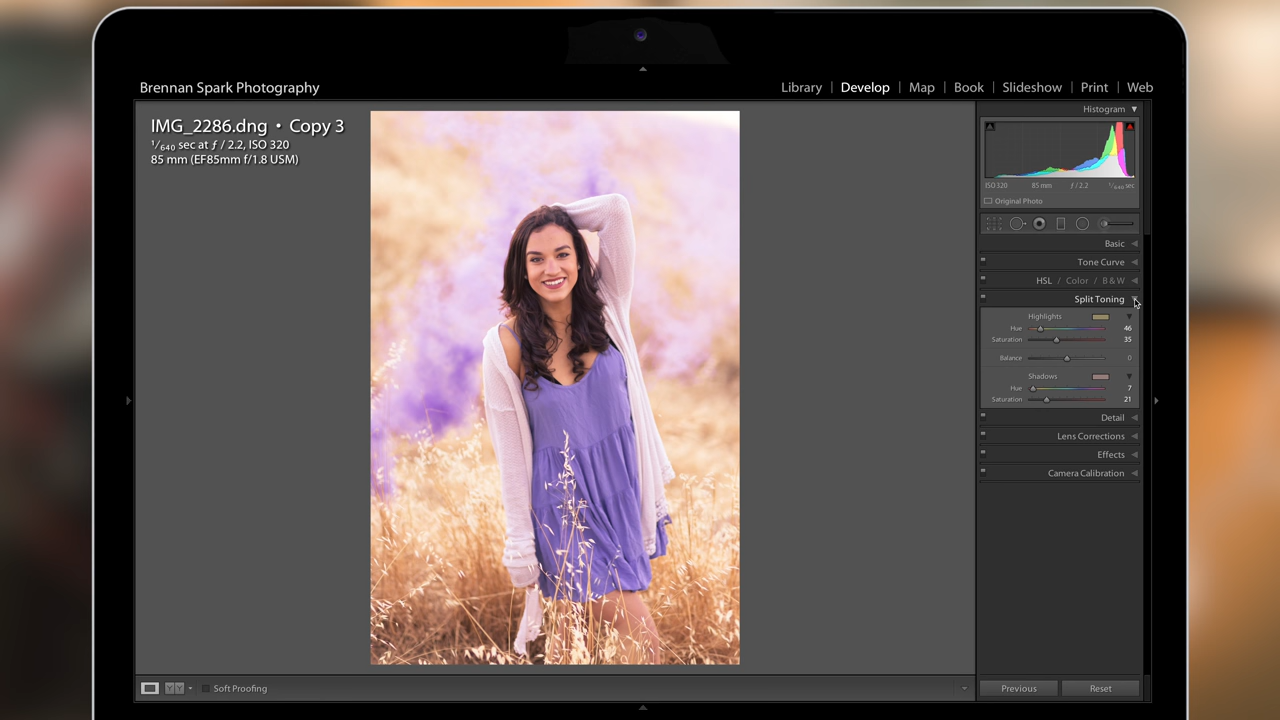 Brennan Spark Photography
Library | Develop | Map | Book | Slideshow | Print | Web
IMG_2286.dng • Copy 3
1/640 sec at ƒ / 2.2, ISO 320
85 mm (EF85mm f/1.8 USM)
Histogram
ISO 320 85 mm ƒ / 2.2 1/640 sec
Original Photo
Basic
Tone Curve
HSL / Color / B & W
Split Toning
Highlights
Hue 46
Saturation 35
Balance 0
Shadows
Hue 7
Saturation 21
Detail
Lens Corrections
Effects
Camera Calibration
Y Y Soft Proofing
Previous Reset